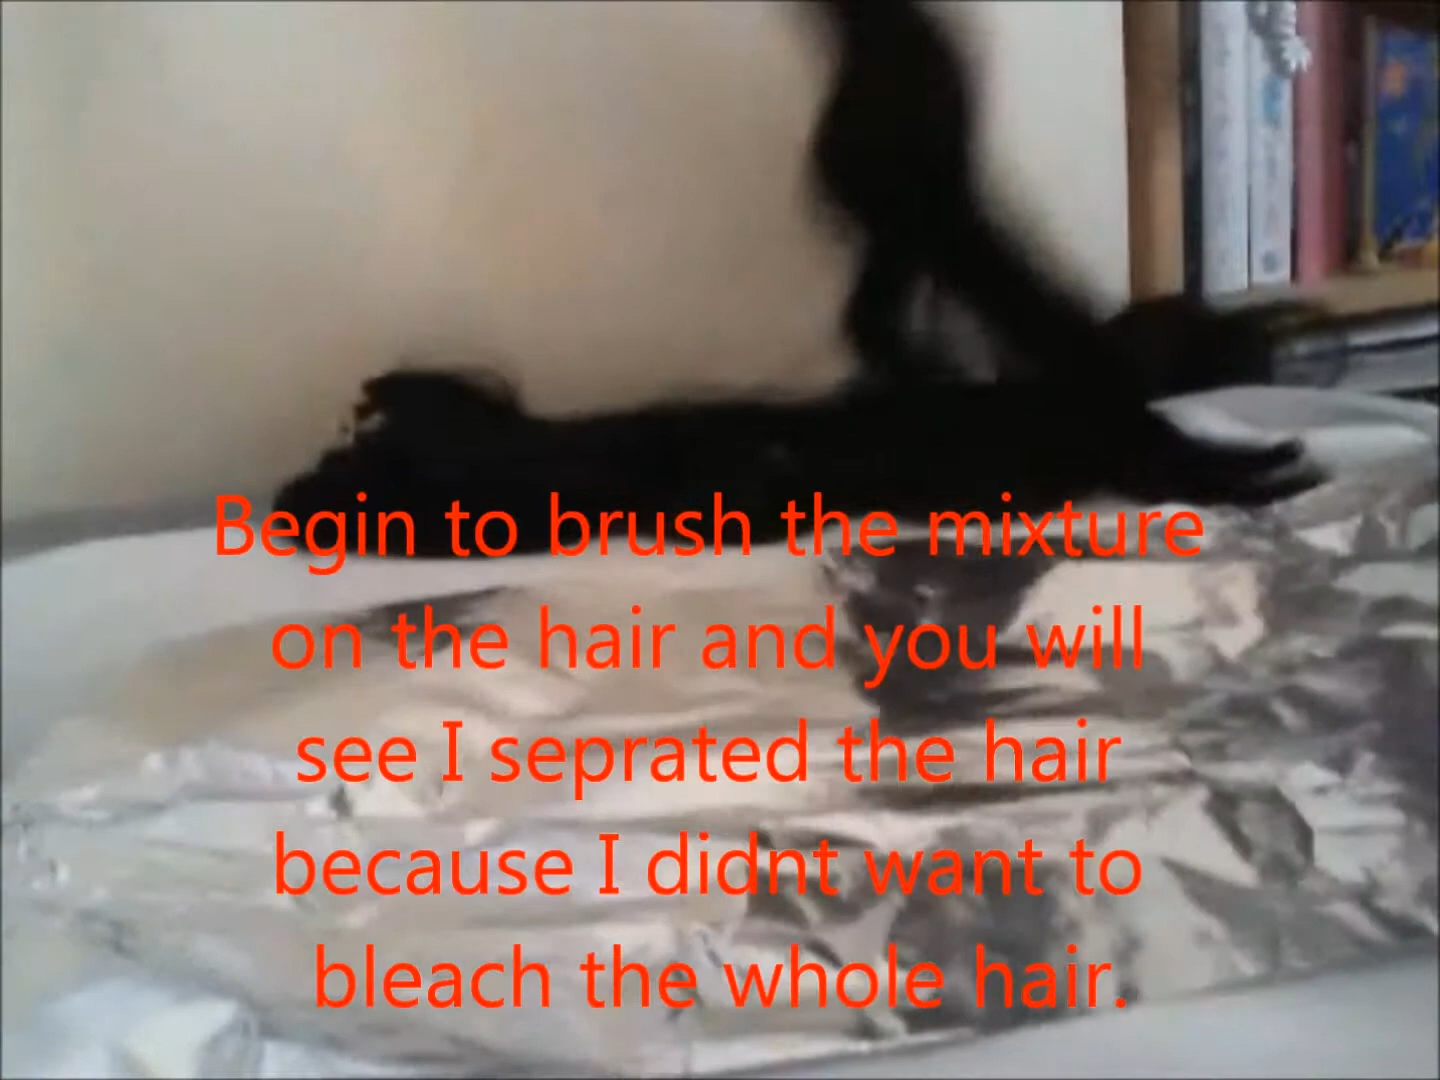 Begin to brush the mixture
on the hair and you will
see I seprated the hair
because I didnt want to
bleach the whole hair.